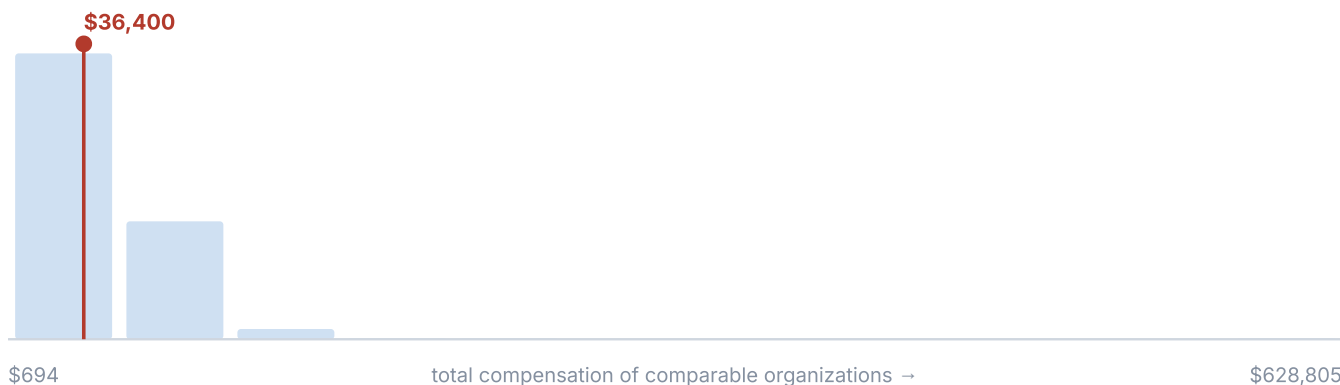 $36,400
$694
total compensation of comparable organizations →
$628,805